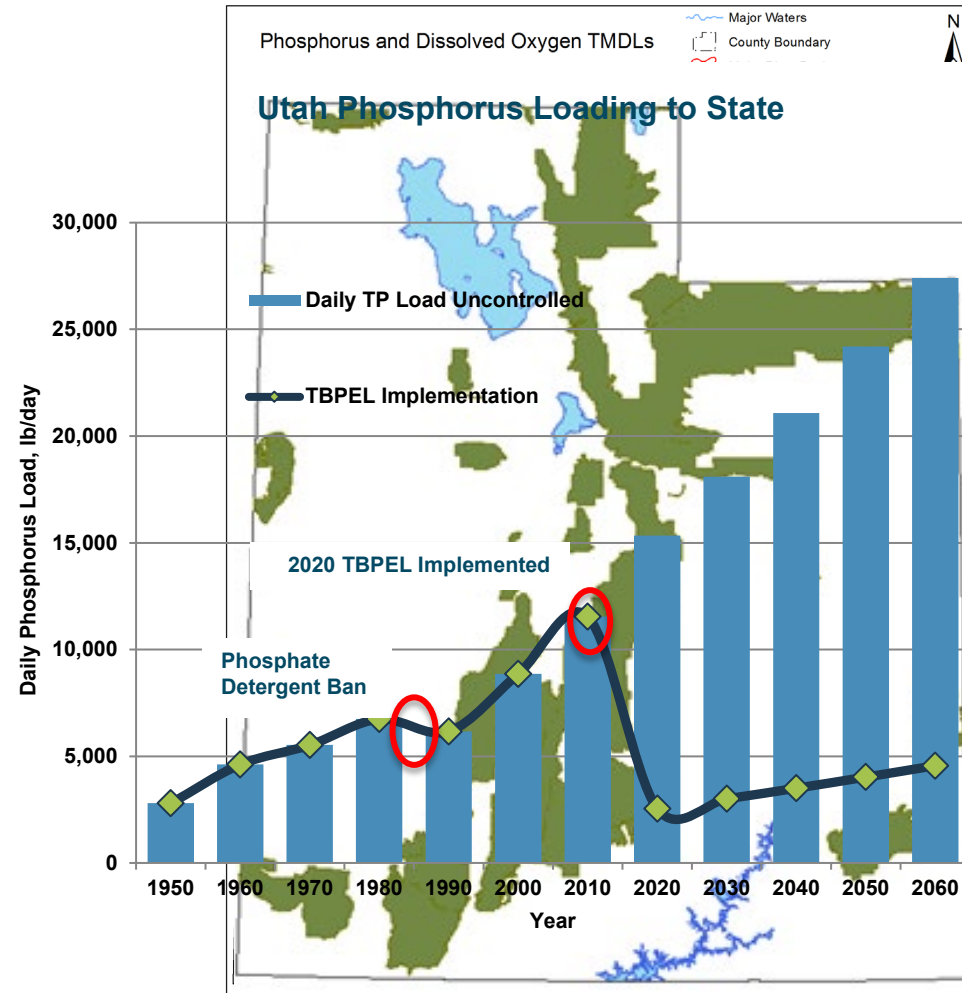 Major Waters
Phosphorus and Dissolved Oxygen TMDLs
County Boundary
N
Utah Phosphorus Loading to State
30,000
25,000
20,000
15,000
10,000
5,000
0
Daily Phosphorus Load, lb/day
Daily TP Load Uncontrolled
TBPEL Implementation
2020 TBPEL Implemented
Phosphate
Detergent Ban
1950 1960 1970 1980 1990 2000 2010 2020 2030 2040 2050 2060
Year